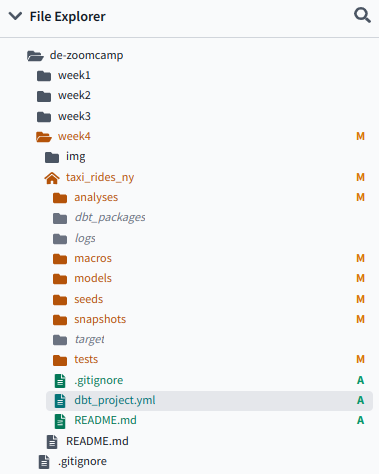 File Explorer
de-zoomcamp
week1
week2
week3
week4 M
img
taxi_rides_ny M
analyses M
dbt_packages
logs
macros M
models M
seeds M
snapshots M
target
tests M
.gitignore A
dbt_project.yml A
README.md A
README.md
.gitignore